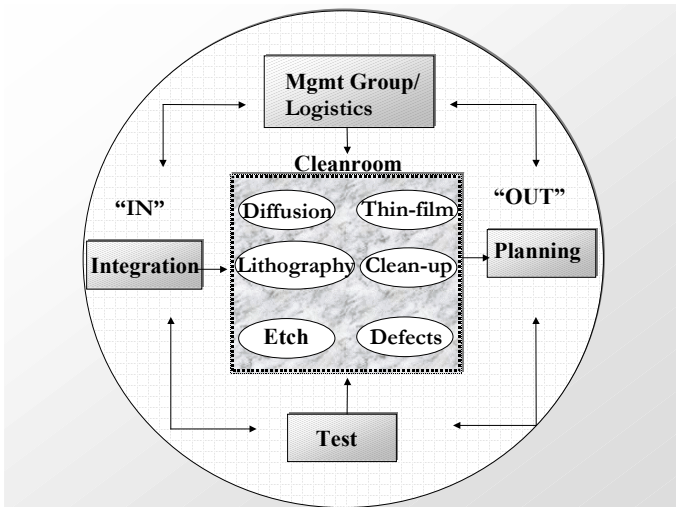 Mgmt Group/
Logistics
Cleanroom
“IN”
“OUT”
Diffusion
Thin-film
Integration
Lithography
Clean-up
Planning
Etch
Defects
Test